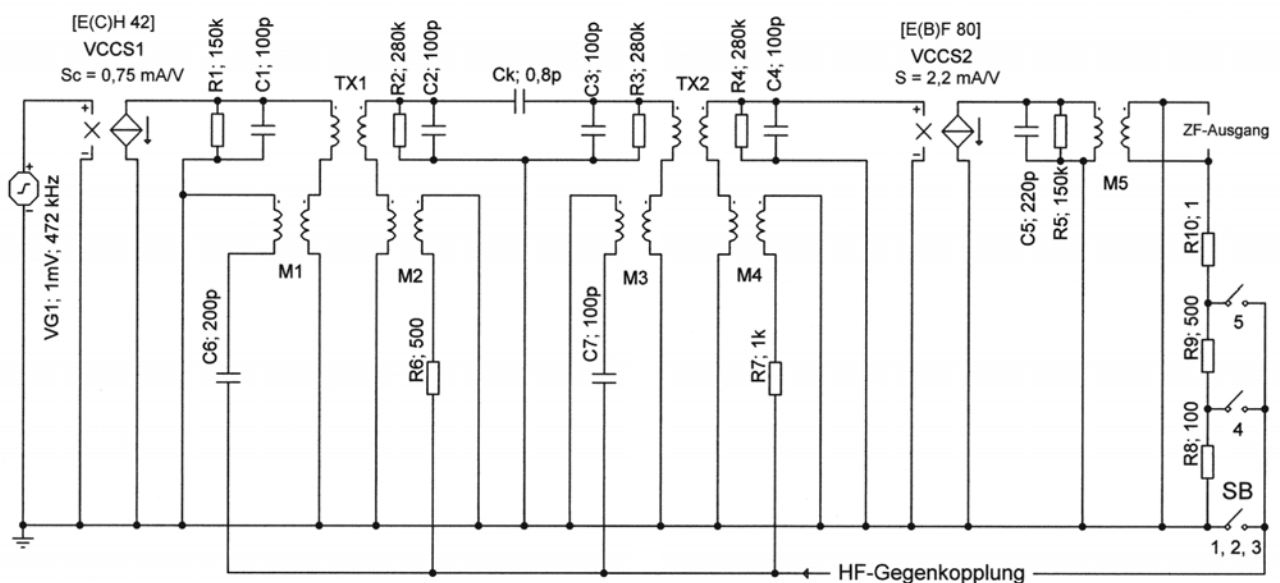 [E(C)H 42]
VCCS1
Sc = 0,75 mA/V
R1; 150k
C1; 100p
TX1
R2; 280k
C2; 100p
Ck; 0,8p
C3; 100p
R3; 280k
TX2
R4; 280k
C4; 100p
[E(B)F 80]
VCCS2
S = 2,2 mA/V
ZF-Ausgang
C5; 220p
R5; 150k
M5
VG1; 1mV; 472 kHz
M1
M2
M3
M4
C6; 200p
R6; 500
C7; 100p
R7; 1k
R10; 1
5
R9; 500
4
R8; 100
SB
1, 2, 3
HF-Gegenkopplung